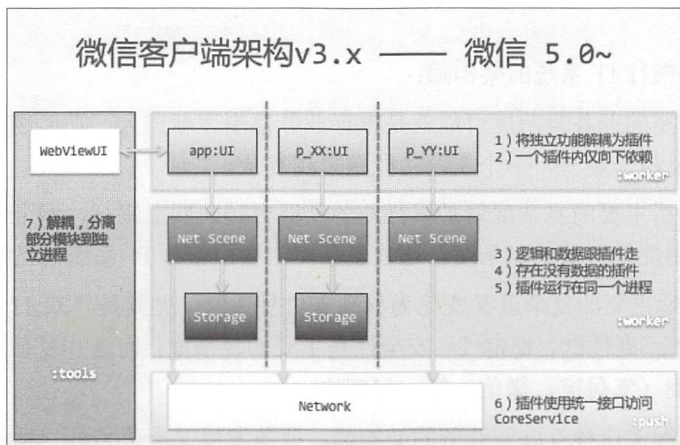 微信客户端架构v3.x —— 微信 5.0~
WebViewUI
app:UI
p_XX:UI
p_YY:UI
1）将独立功能解耦为插件
2）一个插件内仅向下依赖
:worker
7）解耦，分离
部分模块到独
立进程
Net Scene
Net Scene
Net Scene
3）逻辑和数据跟插件走
4）存在没有数据的插件
5）插件运行在同一个进程
Storage
Storage
:worker
:tools
Network
6）插件使用统一接口访问
CoreService
:push